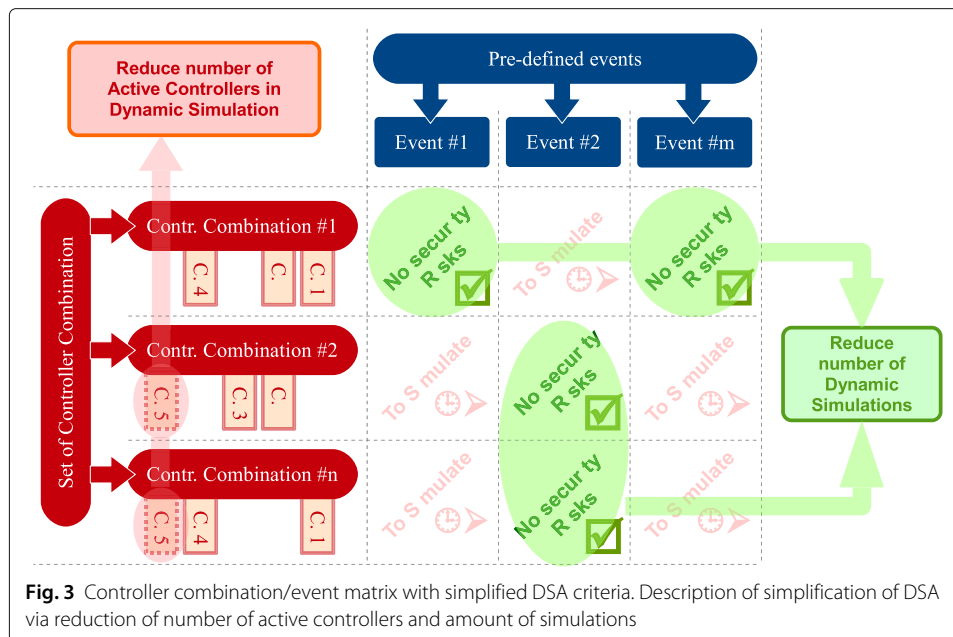 Reduce number of
Active Controllers in
Dynamic Simulation
Pre-defined events
Event #1
Event #2
Event #m
Set of Controller Combination
Contr. Combination #1
C. 4
C.
C. 1
No secur ty
R sks
To S mulate
No secur ty
R sks
Contr. Combination #2
C. 5
C. 3
C.
To S mulate
No secur ty
R sks
To S mulate
Reduce
number of
Dynamic
Simulations
Contr. Combination #n
C. 5
C. 4
C. 1
To S mulate
No secur ty
R sks
To S mulate
Fig. 3 Controller combination/event matrix with simplified DSA criteria. Description of simplification of DSA
via reduction of number of active controllers and amount of simulations